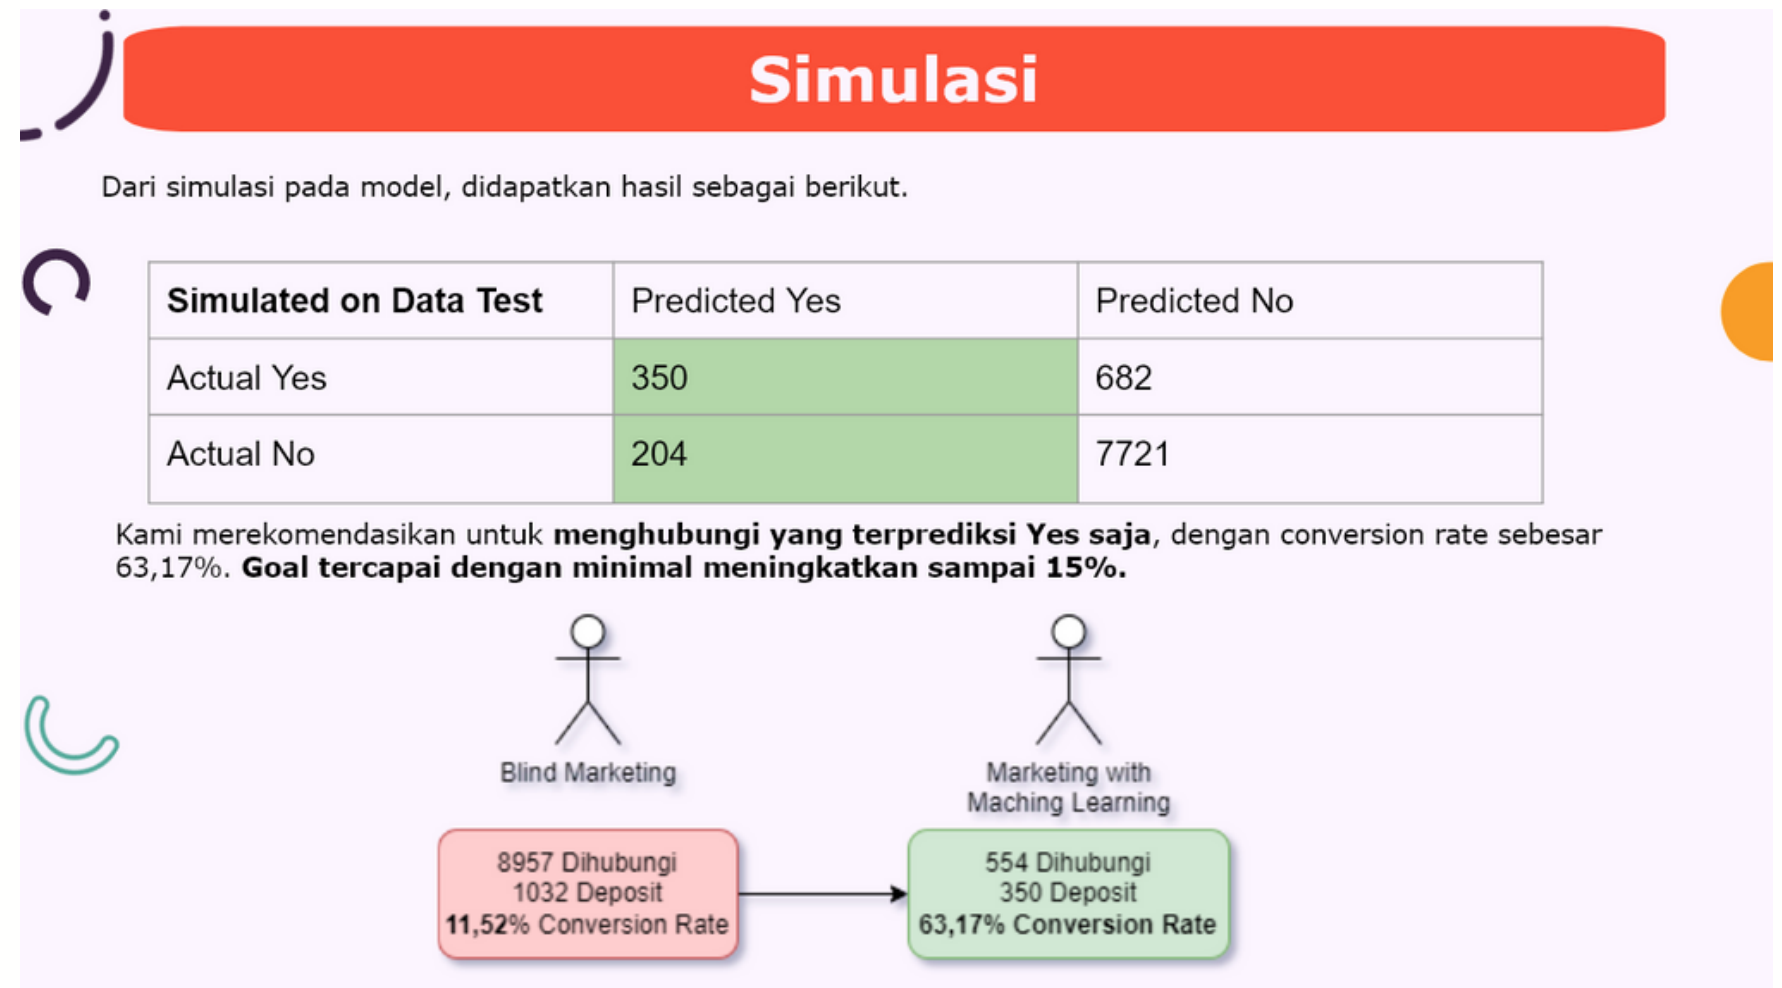 Simulasi
Dari simulasi pada model, didapatkan hasil sebagai berikut.
Simulated on Data Test Predicted Yes Predicted No
Actual Yes 350 682
Actual No 204 7721
Kami merekomendasikan untuk menghubungi yang terprediksi Yes saja, dengan conversion rate sebesar
63,17%. Goal tercapai dengan minimal meningkatkan sampai 15%.
Blind Marketing
8957 Dihubungi
1032 Deposit
11,52% Conversion Rate
Marketing with
Maching Learning
554 Dihubungi
350 Deposit
63,17% Conversion Rate